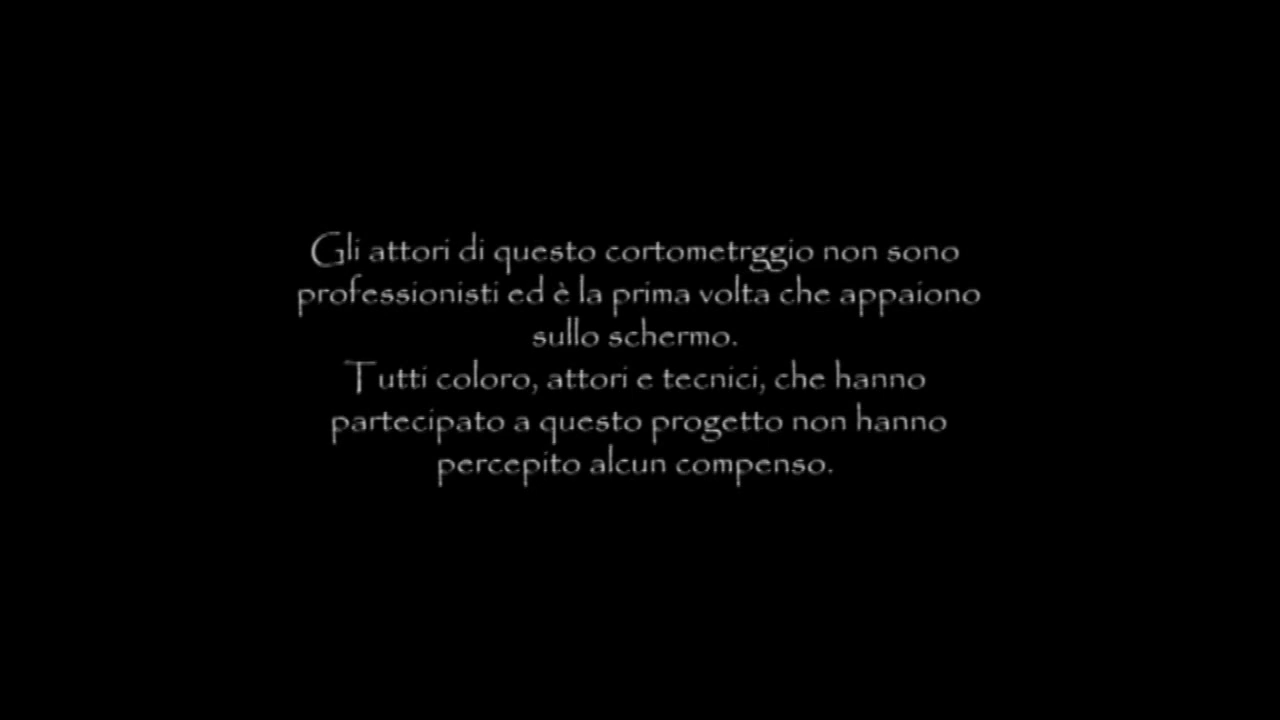 Gli attori di questo cortometrggio non sono
professionisti ed è la prima volta che appaiono
sullo schermo.
Tutti coloro, attori e tecnici, che hanno
partecipato a questo progetto non hanno
percepito alcun compenso.